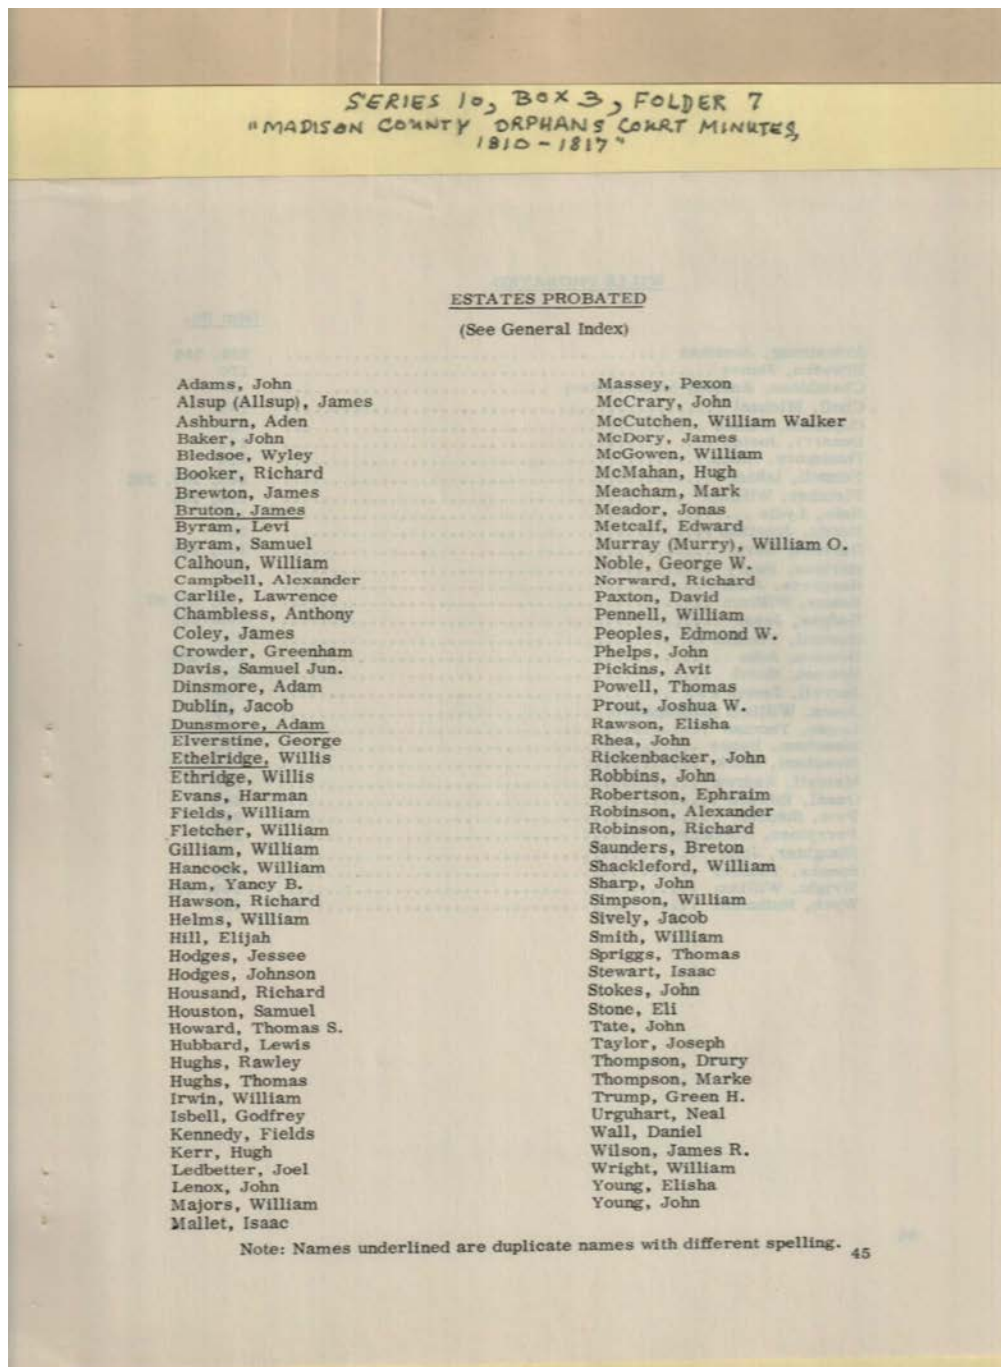 SERIES 10, BOX 3, FOLDER 7
"MADISON COUNTY ORPHANS COURT MINUTES,
1810-1817"
ESTATES PROBATED
(See General Index)
Adams, John
Alsup (Allsup), James
Ashburn, Aden
Baker, John
Bledsoe, Wyley
Booker, Richard
Brewton, James
Bruton, James
Byram, Levi
Byram, Samuel
Calhoun, William
Campbell, Alexander
Carlile, Lawrence
Chambless, Anthony
Coley, James
Crowder, Greenham
Davis, Samuel Jun.
Dinsmore, Adam
Dublin, Jacob
Dunsmore, Adam
Elverstine, George
Ethelridge, Willis
Ethridge, Willis
Evans, Harman
Fields, William
Fletcher, William
Gilliam, William
Hancock, William
Ham, Yancy B.
Hawson, Richard
Helms, William
Hill, Elijah
Hodges, Jessee
Hodges, Johnson
Housand, Richard
Houston, Samuel
Howard, Thomas S.
Hubbard, Lewis
Hughs, Rawley
Hughs, Thomas
Irwin, William
Isbell, Godfrey
Kennedy, Fields
Kerr, Hugh
Ledbetter, Joel
Lenox, John
Majors, William
Mallet, Isaac
Massey, Pexon
McCrary, John
McCutchen, William Walker
McDory, James
McGowen, William
McMahan, Hugh
Meacham, Mark
Meador, Jonas
Metcalf, Edward
Murray (Murry), William O.
Noble, George W.
Norward, Richard
Paxton, David
Pennell, William
Peoples, Edmond W.
Phelps, John
Pickins, Avit
Powell, Thomas
Prout, Joshua W.
Rawson, Elisha
Rhea, John
Rickenbacker, John
Robbins, John
Robertson, Ephraim
Robinson, Alexander
Robinson, Richard
Saunders, Breton
Shackleford, William
Sharp, John
Simpson, William
Sively, Jacob
Smith, William
Spriggs, Thomas
Stewart, Isaac
Stokes, John
Stone, Eli
Tate, John
Taylor, Joseph
Thompson, Drury
Thompson, Marke
Trump, Green H.
Urguhart, Neal
Wall, Daniel
Wilson, James R.
Wright, William
Young, Elisha
Young, John
Note: Names underlined are duplicate names with different spelling.
45